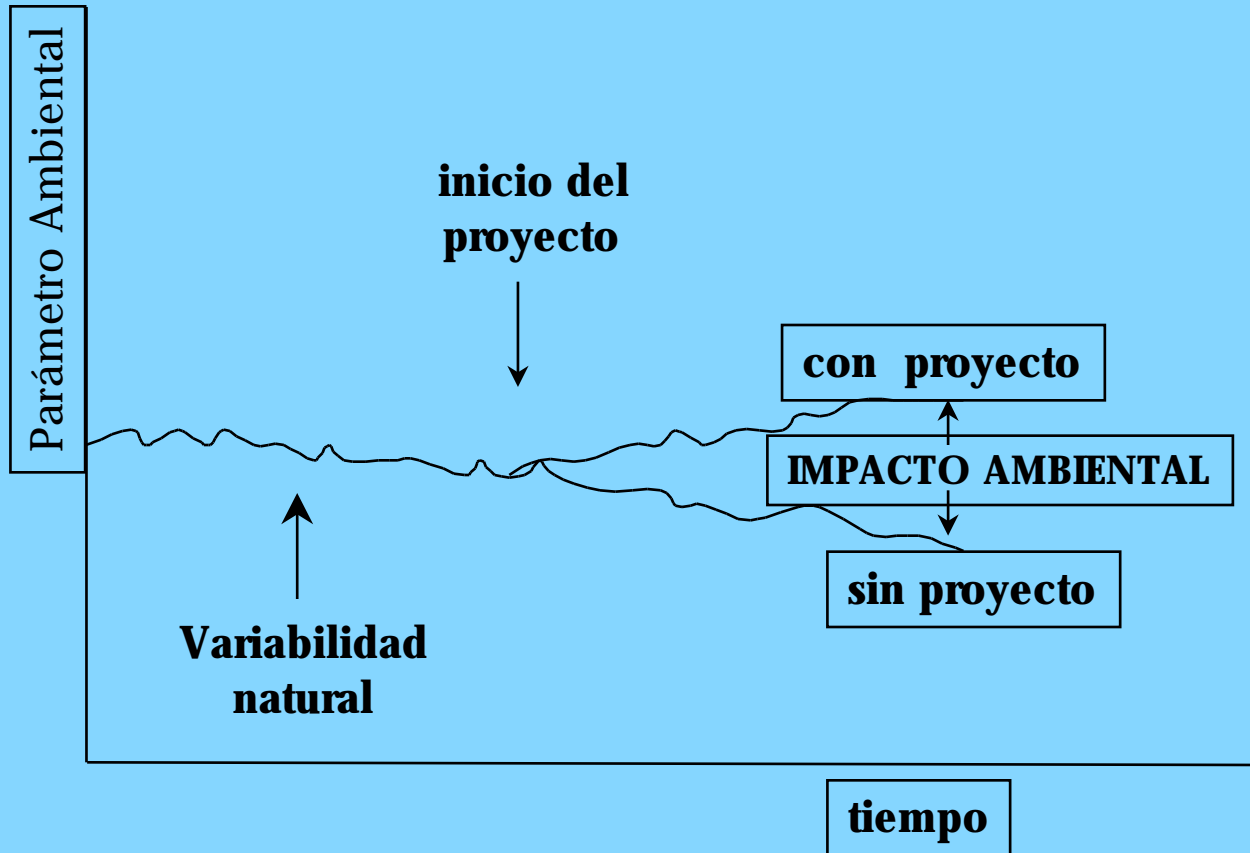 Parámetro Ambiental
inicio del
proyecto
con proyecto
IMPACTO AMBIENTAL
sin proyecto
Variabilidad
natural
tiempo